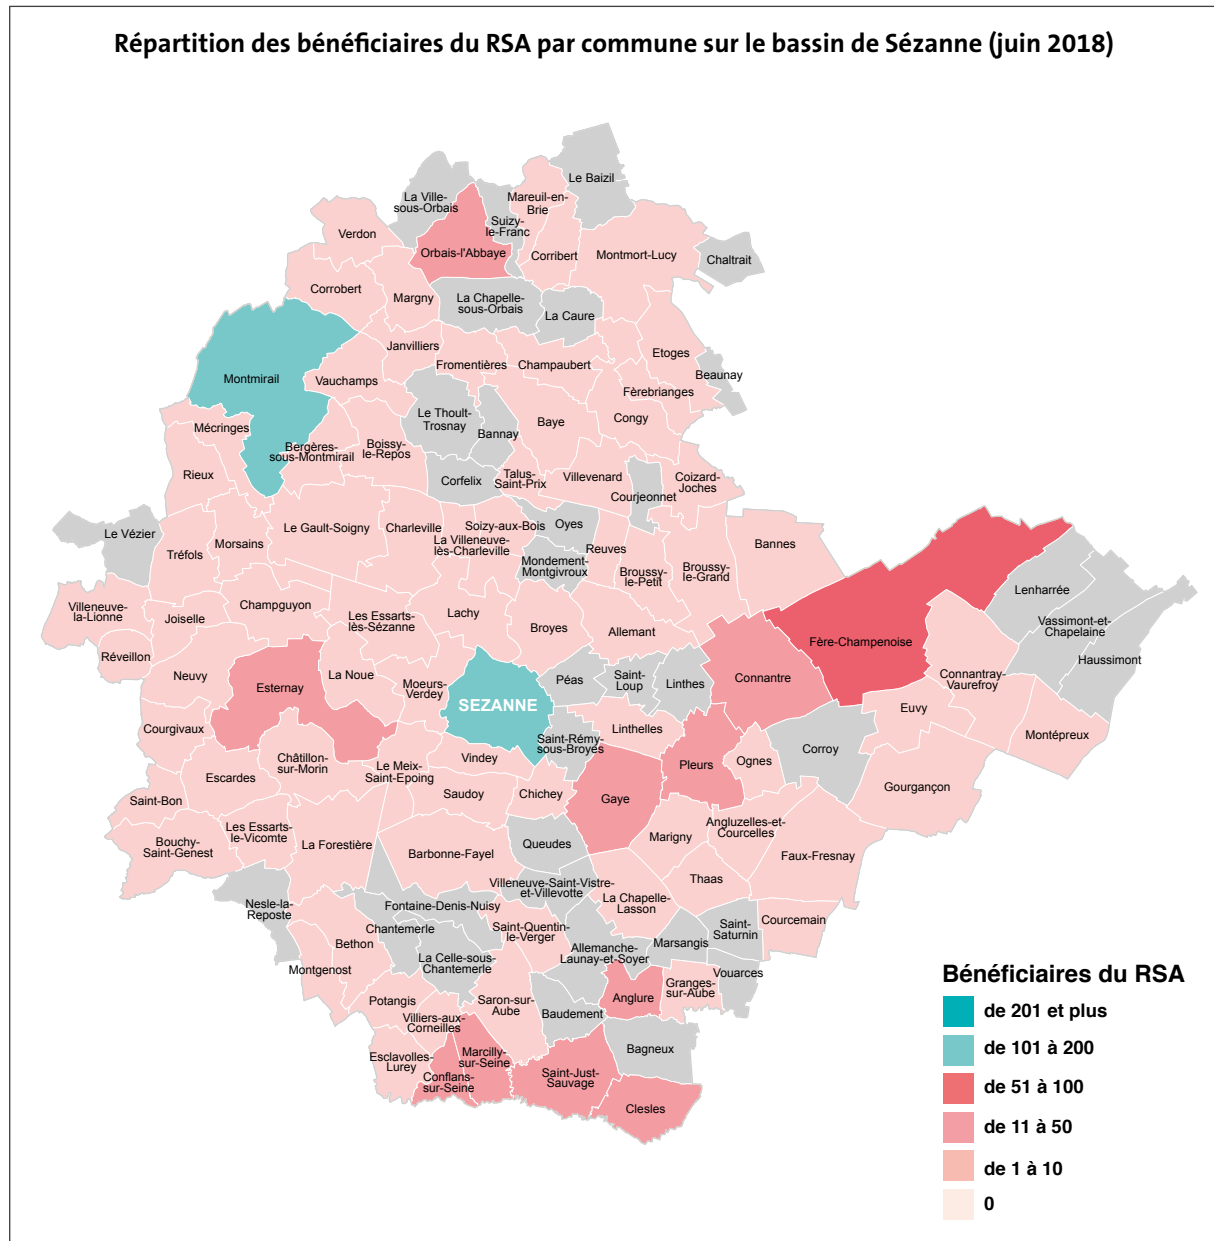 Répartition des bénéficiaires du RSA par commune sur le bassin de Sézanne (juin 2018)
Le Baizil
La Ville-
sous-Orbais
Mareuil-en-
Brie
Suizy-
le-Franc
Verdon
Orbais-l'Abbaye
Corribert
Montmort-Lucy
Chaltrait
Corrobert
Margny
La Chapelle-
sous-Orbais
La Caure
Janvilliers
Fromentières
Champaubert
Etoges
Beaunay
Montmirail
Vauchamps
Fèrebrianges
Le Thoult-
Trosnay
Bannay
Baye
Congy
Mécringes
Bergères-
sous-Montmirail
Boissy-
le-Repos
Rieux
Corfelix
Talus-
Saint-Prix
Villevenard
Courjeonnet
Coizard-
Joches
Le Vézier
Tréfols
Morsains
Le Gault-Soigny
Charleville
Soizy-aux-Bois
La Villeneuve-
lès-Charleville
Oyes
Reuves
Mondement-
Montgivroux
Broussy-
le-Petit
Broussy-
le-Grand
Bannes
Villeneuve-
la-Lionne
Joiselle
Champguyon
Les Essarts-
lès-Sézanne
Lachy
Broyes
Allemant
Fère-Champenoise
Lenharrée
Vassimont-et-
Chapelaine
Haussimont
Réveillon
Neuvy
Esternay
La Noue
Moeurs-
Verdey
SEZANNE
Péas
Saint-
Loup
Linthes
Connantre
Connantray-
Vaurefroy
Euvy
Montépreux
Courgivaux
Châtillon-
sur-Morin
Le Meix-
Saint-Epoing
Vindey
Saint-Rémy-
sous-Broyes
Linthelles
Pleurs
Ognes
Corroy
Gourgançon
Escardes
Saint-Bon
Saudoy
Chichey
Gaye
Bouchy-
Saint-Genest
Les Essarts-
le-Vicomte
La Forestière
Barbonne-Fayel
Queudes
Marigny
Angluzelles-et-
Courcelles
Faux-Fresnay
Thaas
Nesle-la-
Reposte
Fontaine-Denis-Nuisy
Villeneuve-Saint-Vistre-
et-Villevotte
La Chapelle-
Lasson
Chantemerle
Bethon
La Celle-sous-
Chantemerle
Saint-Quentin-
le-Verger
Allemanche-
Launay-et-Soyer
Marsangis
Saint-
Saturnin
Courcemain
Montgenost
Potangis
Villiers-aux-
Corneilles
Saron-sur-
Aube
Baudement
Anglure
Granges-
sur-Aube
Vouarces
Esclavolles-
Lurey
Conflans-
sur-Seine
Marcilly-
sur-Seine
Saint-Just-
Sauvage
Bagneux
Clesles
Bénéficiaires du RSA
de 201 et plus
de 101 à 200
de 51 à 100
de 11 à 50
de 1 à 10
0